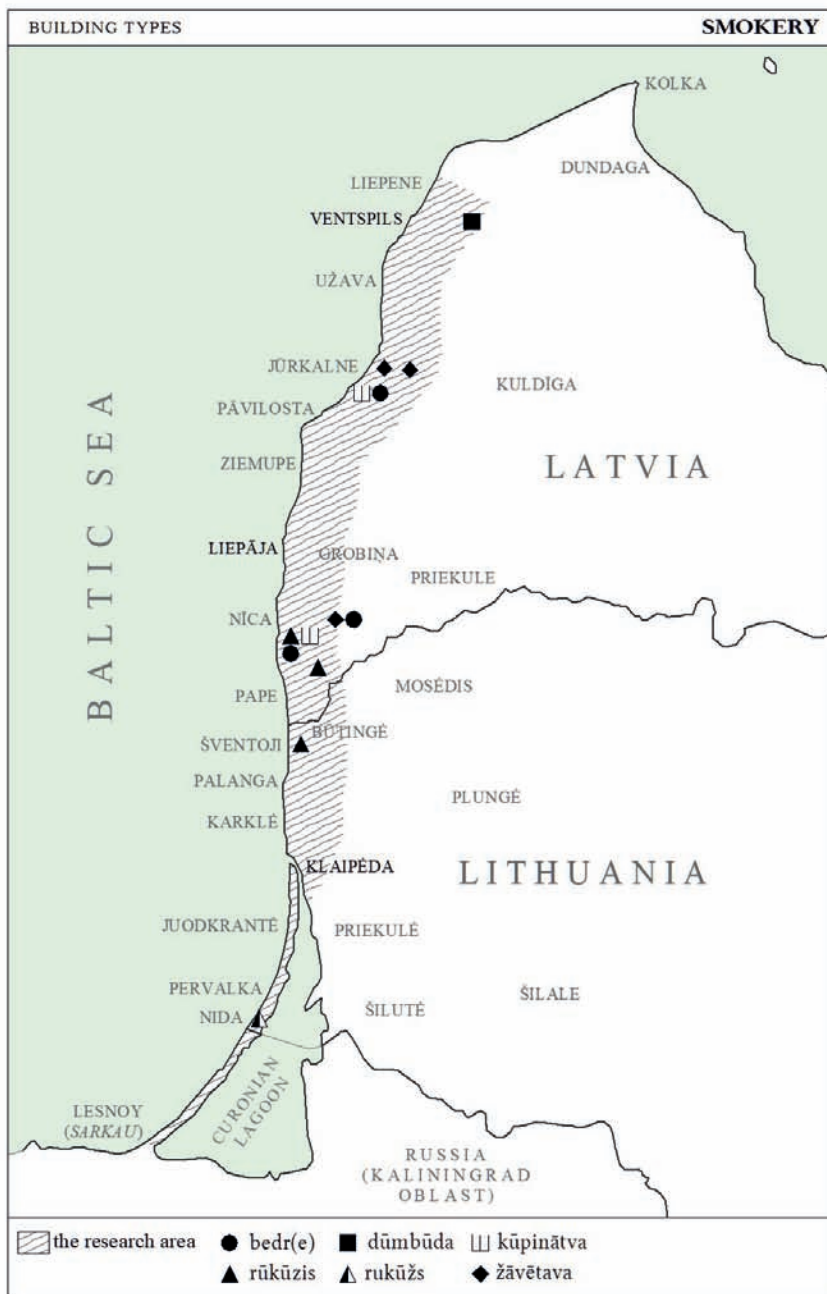 BUILDING TYPES
SMOKERY
KOLKA
DUNDAGA
LIEPENE
VENTSPILS
UŽAVA
JŪRKALNE
KULDĪGA
PĀVILOSTA
ZIEMUPE
LATVIA
BALTIC SEA
LIEPĀJA
GROBIŅA
PRIEKULE
NĪCA
MOSĖDIS
PAPE
BŪTINGĖ
ŠVENTOJI
PALANGA
PLUNGĖ
KARKLĖ
KLAIPĖDA
LITHUANIA
JUODKRANTĖ
PRIEKULĖ
PERVALKA
ŠILALE
NIDA
ŠILUTĖ
CURONIAN
LAGOON
LESNOY
(SARKAU)
RUSSIA
(KALININGRAD
OBLAST)
the research area bedr(e) dūmbūda kūpinātva
rūkūzis rukūžs žāvētava